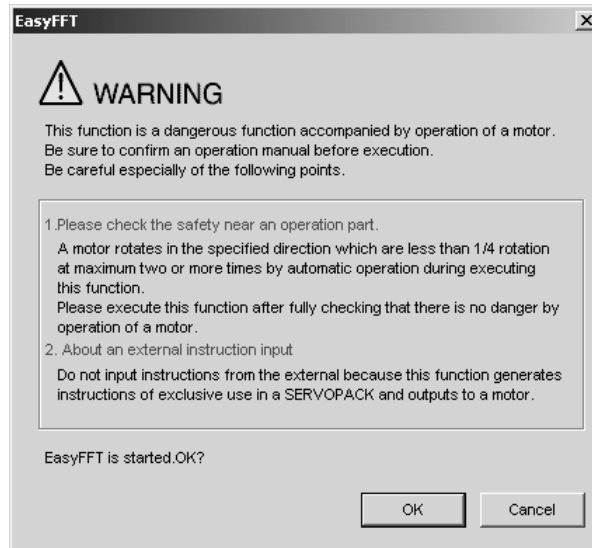 EasyFFT
WARNING
This function is a dangerous function accompanied by operation of a motor.
Be sure to confirm an operation manual before execution.
Be careful especially of the following points.
1.Please check the safety near an operation part.
A motor rotates in the specified direction which are less than 1/4 rotation
at maximum two or more times by automatic operation during executing
this function.
Please execute this function after fully checking that there is no danger by
operation of a motor.
2. About an external instruction input
Do not input instructions from the external because this function generates
instructions of exclusive use in a SERVOPACK and outputs to a motor.
EasyFFT is started.OK?
OK
Cancel